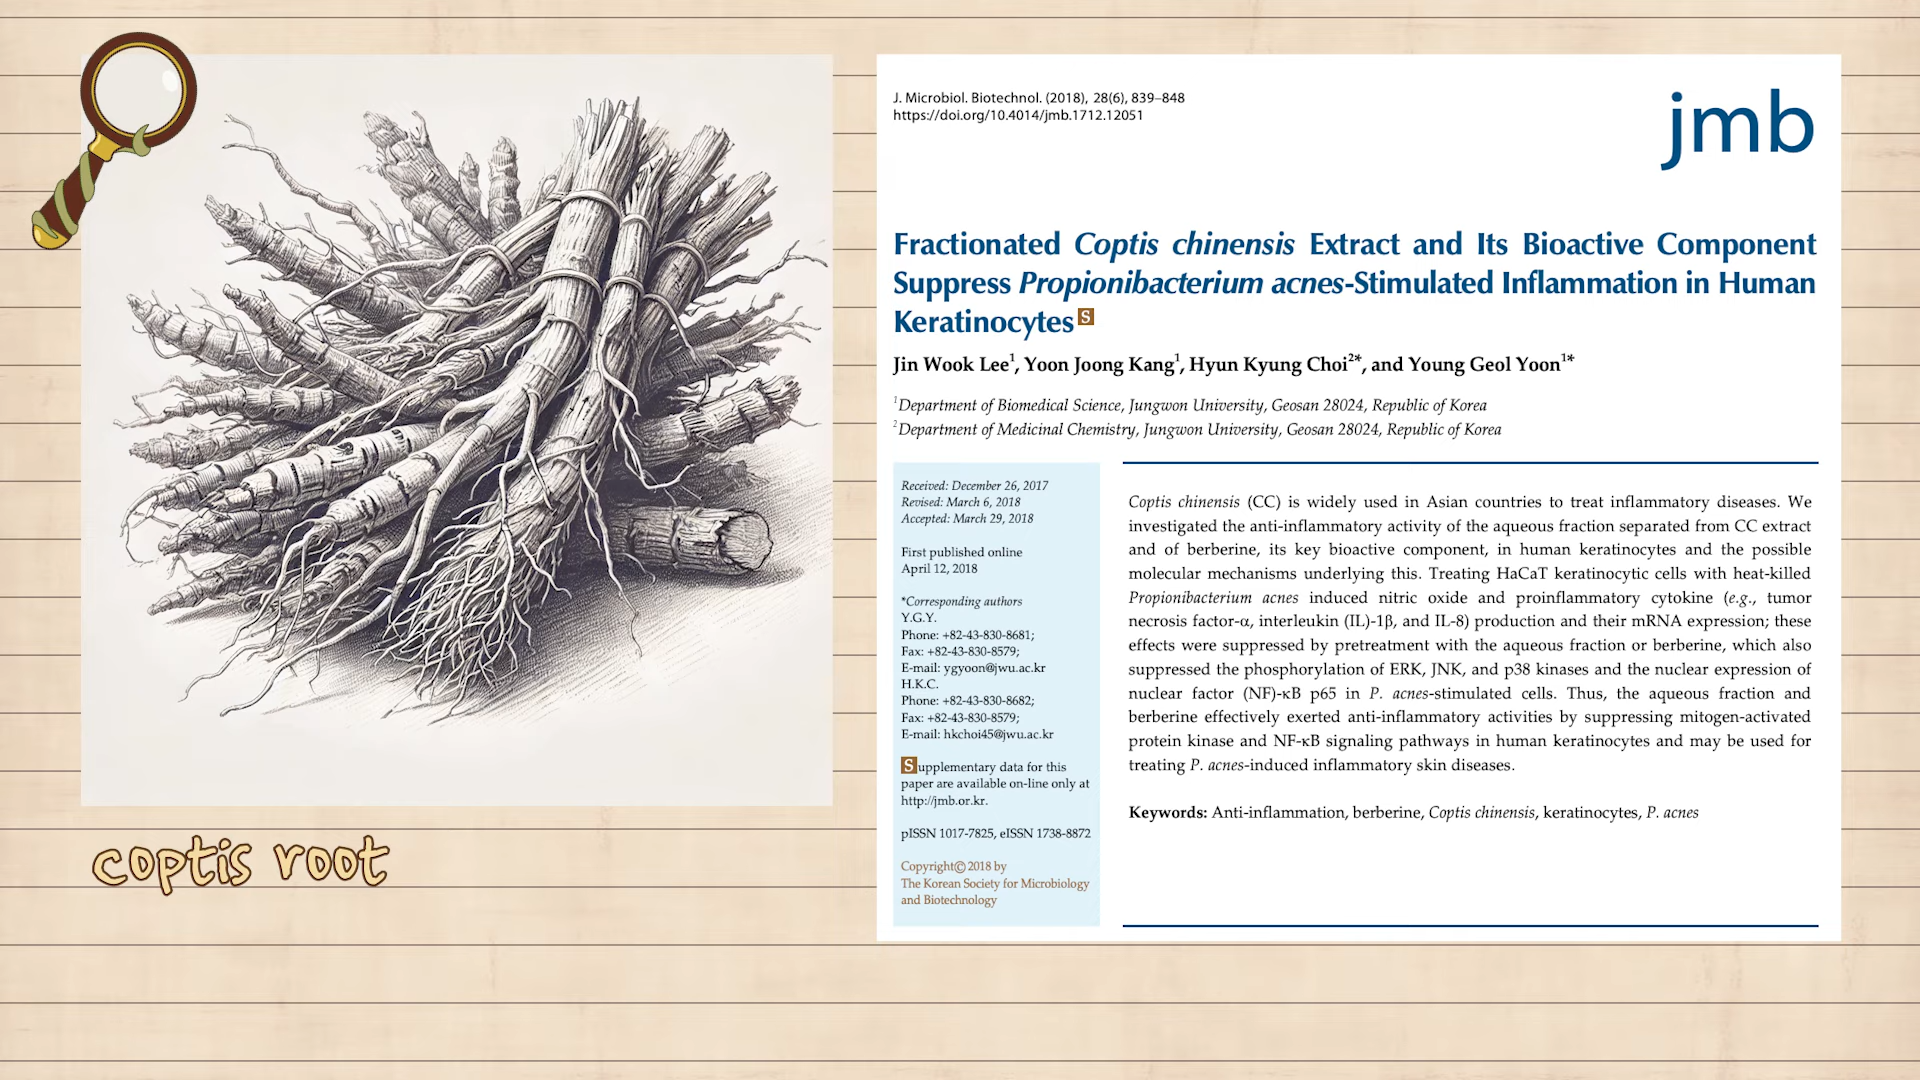 coptis root
J. Microbiol. Biotechnol. (2018), 28(6), 839–848
https://doi.org/10.4014/jmb.1712.12051
jmb
Fractionated Coptis chinensis Extract and Its Bioactive Component
Suppress Propionibacterium acnes-Stimulated Inflammation in Human
Keratinocytes S
Jin Wook Lee1, Yoon Joong Kang1, Hyun Kyung Choi2*, and Young Geol Yoon1*
1Department of Biomedical Science, Jungwon University, Geosan 28024, Republic of Korea
2Department of Medicinal Chemistry, Jungwon University, Geosan 28024, Republic of Korea
Received: December 26, 2017
Revised: March 6, 2018
Accepted: March 29, 2018
First published online
April 12, 2018
*Corresponding authors
Y.G.Y.
Phone: +82-43-830-8681;
Fax: +82-43-830-8579;
E-mail: ygyoon@jwu.ac.kr
H.K.C.
Phone: +82-43-830-8682;
Fax: +82-43-830-8579;
E-mail: hkchoi45@jwu.ac.kr
Supplementary data for this
paper are available on-line only at
http://jmb.or.kr.
pISSN 1017-7825, eISSN 1738-8872
Copyright© 2018 by
The Korean Society for Microbiology
and Biotechnology
Coptis chinensis (CC) is widely used in Asian countries to treat inflammatory diseases. We
investigated the anti-inflammatory activity of the aqueous fraction separated from CC extract
and of berberine, its key bioactive component, in human keratinocytes and the possible
molecular mechanisms underlying this. Treating HaCaT keratinocytic cells with heat-killed
Propionibacterium acnes induced nitric oxide and proinflammatory cytokine (e.g., tumor
necrosis factor-α, interleukin (IL)-1β, and IL-8) production and their mRNA expression; these
effects were suppressed by pretreatment with the aqueous fraction or berberine, which also
suppressed the phosphorylation of ERK, JNK, and p38 kinases and the nuclear expression of
nuclear factor (NF)-κB p65 in P. acnes-stimulated cells. Thus, the aqueous fraction and
berberine effectively exerted anti-inflammatory activities by suppressing mitogen-activated
protein kinase and NF-κB signaling pathways in human keratinocytes and may be used for
treating P. acnes-induced inflammatory skin diseases.
Keywords: Anti-inflammation, berberine, Coptis chinensis, keratinocytes, P. acnes